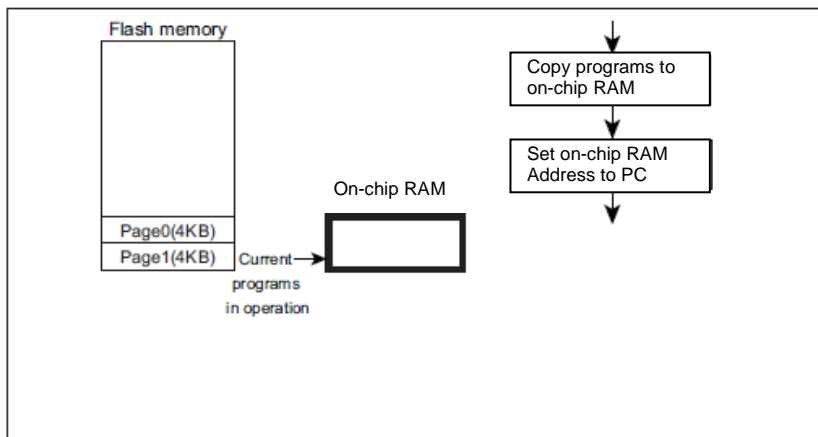 Flash memory
Page0(4KB)
Page1(4KB)
Current
programs
in operation
On-chip RAM
Copy programs to
on-chip RAM
Set on-chip RAM
Address to PC